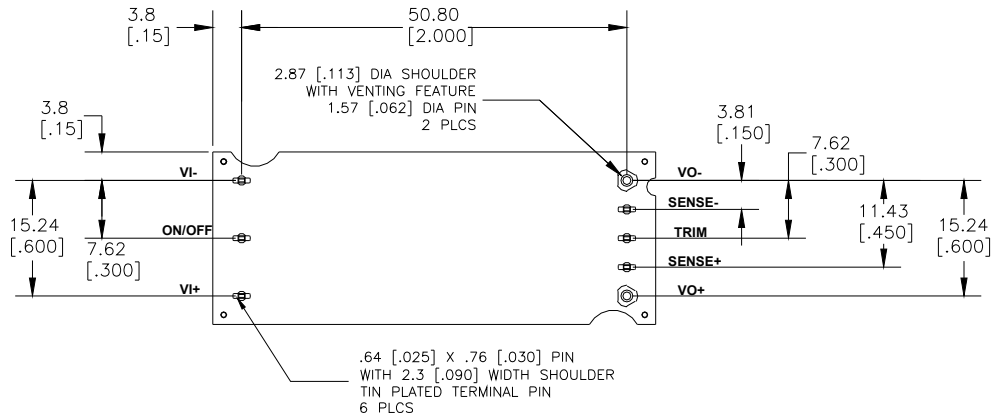 3.8
[.15]
50.80
[2.000]
2.87 [.113] DIA SHOULDER
WITH VENTING FEATURE
1.57 [.062] DIA PIN
2 PLCS
3.8
[.15]
3.81
[.150]
7.62
[.300]
VI-
VO-
SENSE-
15.24
[.600]
ON/OFF
7.62
[.300]
TRIM
11.43
[.450]
15.24
[.600]
SENSE+
VI+
VO+
.64 [.025] X .76 [.030] PIN
WITH 2.3 [.090] WIDTH SHOULDER
TIN PLATED TERMINAL PIN
6 PLCS